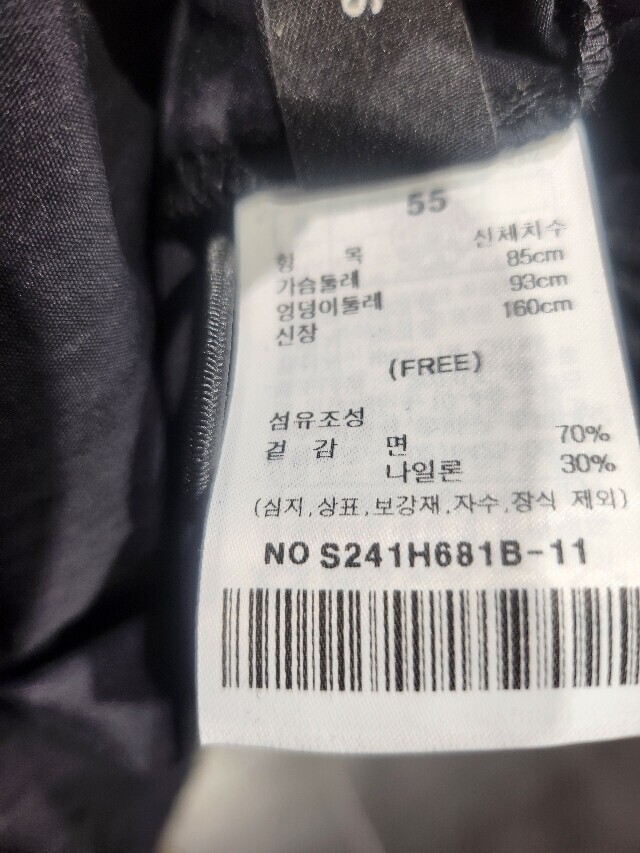 S
55
항 목 신체치수
가슴둘레 85cm
엉덩이둘레 93cm
신장 160cm
(FREE)
섬유조성
겉 감 면 70%
나일론 30%
(심지,상표,보강재,자수,장식 제외)
NO S241H681B-11